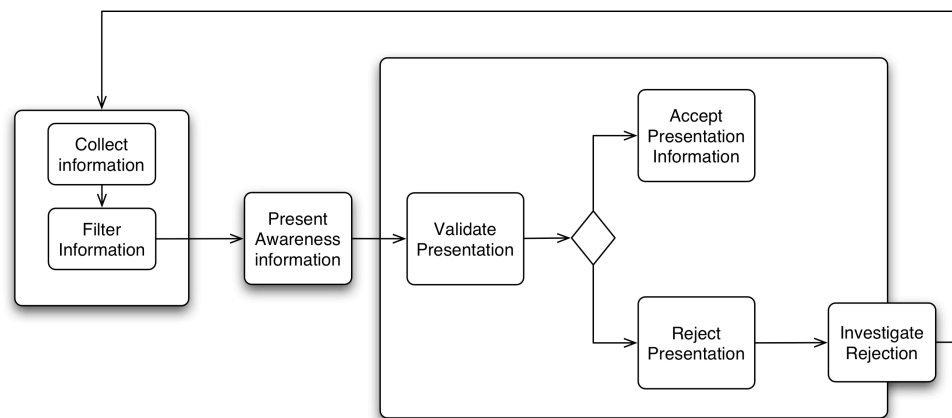 Collect
information
Filter
Information
Present
Awareness
information
Validate
Presentation
Accept
Presentation
Information
Reject
Presentation
Investigate
Rejection